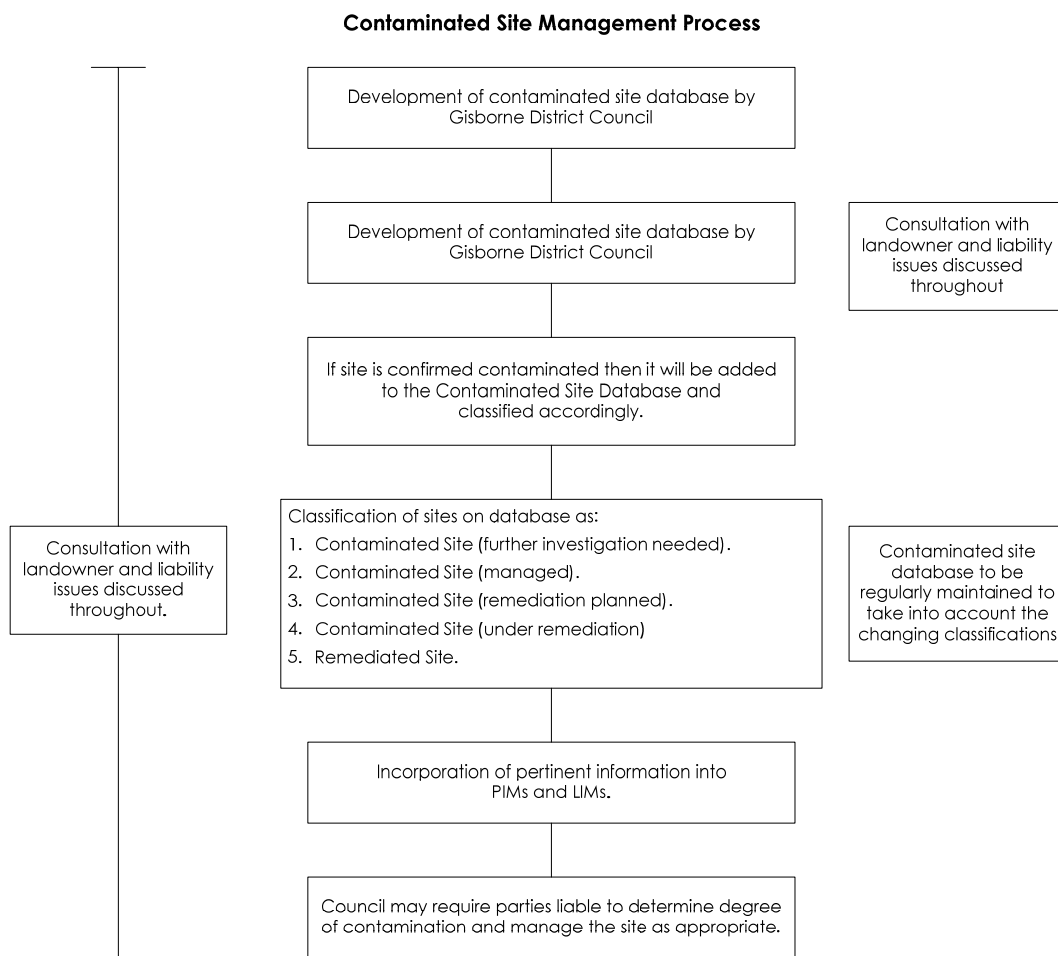 Contaminated Site Management Process
Development of contaminated site database by
Gisborne District Council
Development of contaminated site database by
Gisborne District Council
Consultation with
landowner and liability
issues discussed
throughout
If site is confirmed contaminated then it will be added
to the Contaminated Site Database and
classified accordingly.
Consultation with
landowner and liability
issues discussed
throughout.
Classification of sites on database as:
1. Contaminated Site (further investigation needed).
2. Contaminated Site (managed).
3. Contaminated Site (remediation planned).
4. Contaminated Site (under remediation)
5. Remediated Site.
Contaminated site
database to be
regularly maintained to
take into account the
changing classifications
Incorporation of pertinent information into
PIMs and LIMs.
Council may require parties liable to determine degree
of contamination and manage the site as appropriate.